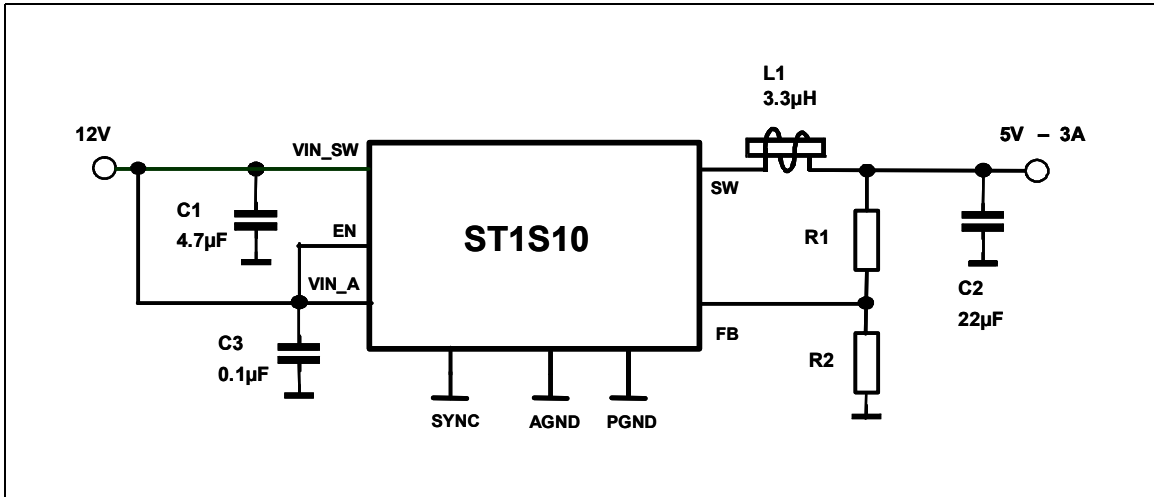 L1
3.3µH
12V
5V – 3A
VIN_SW
SW
C1
4.7µF
EN
ST1S10
R1
VIN_A
C2
22µF
C3
0.1µF
FB
R2
SYNC
AGND
PGND